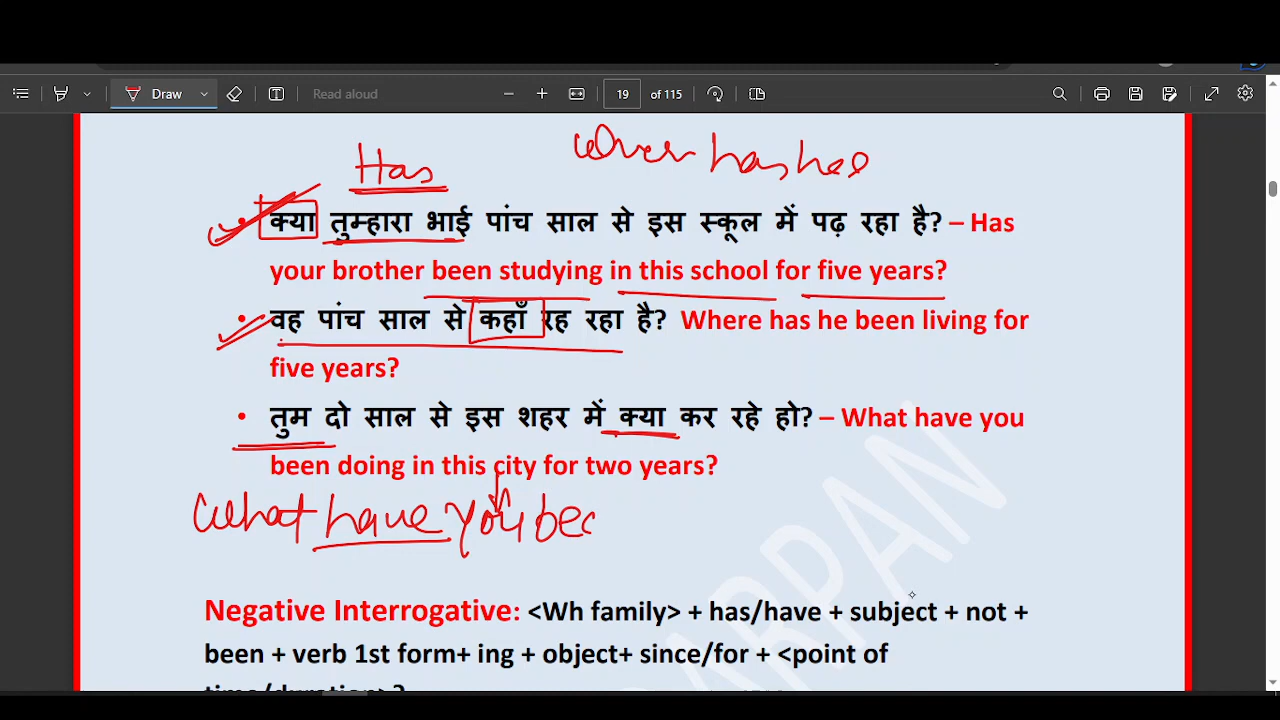 Draw
Read aloud
19 of 115
Where has he
Has
• क्या तुम्हारा भाई पांच साल से इस स्कूल में पढ़ रहा है? – Has
your brother been studying in this school for five years?
• वह पांच साल से कहाँ रह रहा है? Where has he been living for
five years?
• तुम दो साल से इस शहर में क्या कर रहे हो? – What have you
been doing in this city for two years?
What have you bee
Negative Interrogative: <Wh family> + has/have + subject + not +
been + verb 1st form+ ing + object+ since/for + <point of
time/duration> ?